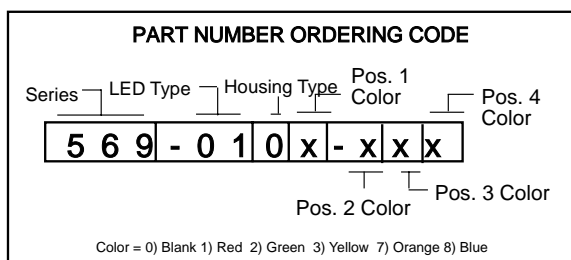 PART NUMBER ORDERING CODE
Series
LED Type
Housing Type
Pos. 1
Color
Pos. 4
Color
5 6 9 - 0 1 0 x - x x x
Pos. 2 Color
Pos. 3 Color
Color = 0) Blank 1) Red 2) Green 3) Yellow 7) Orange 8) Blue